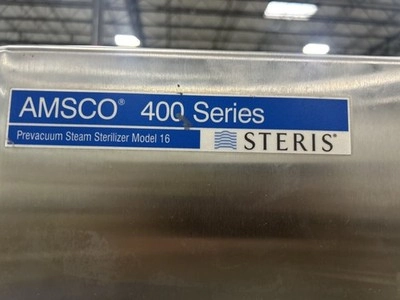 AMSCO® 400 Series
Prevacuum Steam Sterilizer Model 16
STERIS®